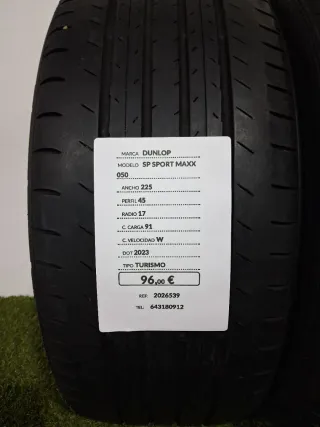 MARCA: DUNLOP
MODELO: SP SPORT MAXX
050
ANCHO 225
PERFIL 45
RADIO 17
C. CARGA 91
C. VELOCIDAD W
DOT 2023
TIPO TURISMO
96,00 €
REF. 2026539
TEL: 643180912